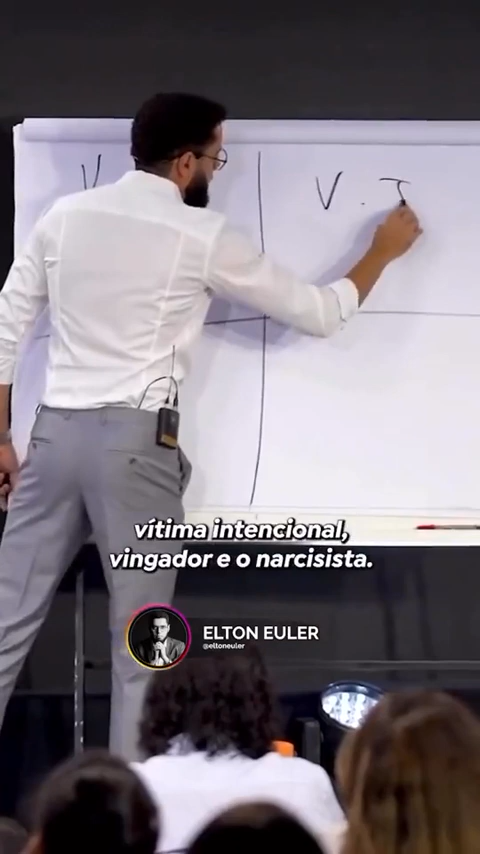 V
V. I
vítima intencional,
vingador e o narcisista.
ELTON EULER
@eltoneuler